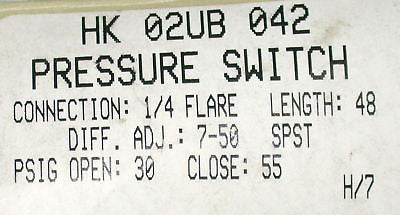 HK 02UB 042
PRESSURE SWITCH
CONNECTION: 1/4 FLARE LENGTH: 48
DIFF. ADJ.: 7-50 SPST
PSIG OPEN: 30 CLOSE: 55
H/7